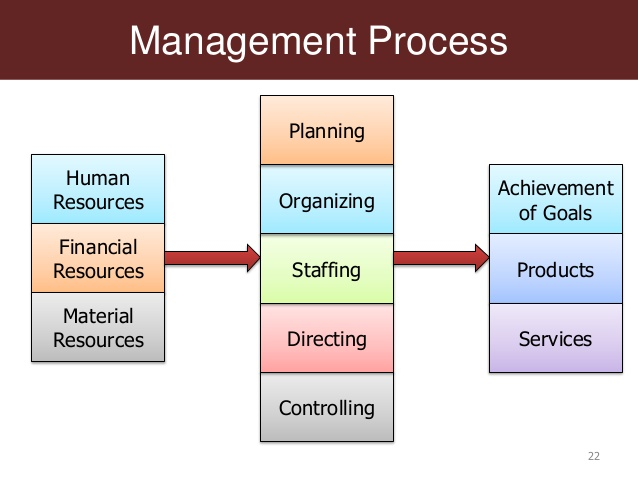 Management Process
Human
Resources
Financial
Resources
Material
Resources
Planning
Organizing
Staffing
Directing
Controlling
Achievement
of Goals
Products
Services
22